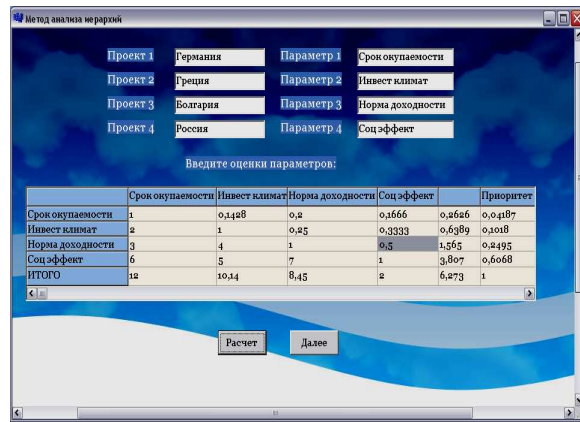 Метод анализа иерархий
Проект 1 Германия Параметр 1 Срок окупаемости
Проект 2 Греция Параметр 2 Инвест климат
Проект 3 Болгария Параметр 3 Норма доходности
Проект 4 Россия Параметр 4 Соц эффект
Введите оценки параметров:
Срок окупаемости Инвест климат Норма доходности Соц эффект Приоритет
Срок окупаемости 1 0,1428 0,2 0,1666 0,2626 0,04187
Инвест климат 2 1 0,25 0,3333 0,6389 0,1018
Норма доходности 3 4 1 0,5 1,565 0,2495
Соц эффект 6 5 7 1 3,807 0,6068
ИТОГО 12 10,14 8,45 2 6,273 1
Расчет Далее